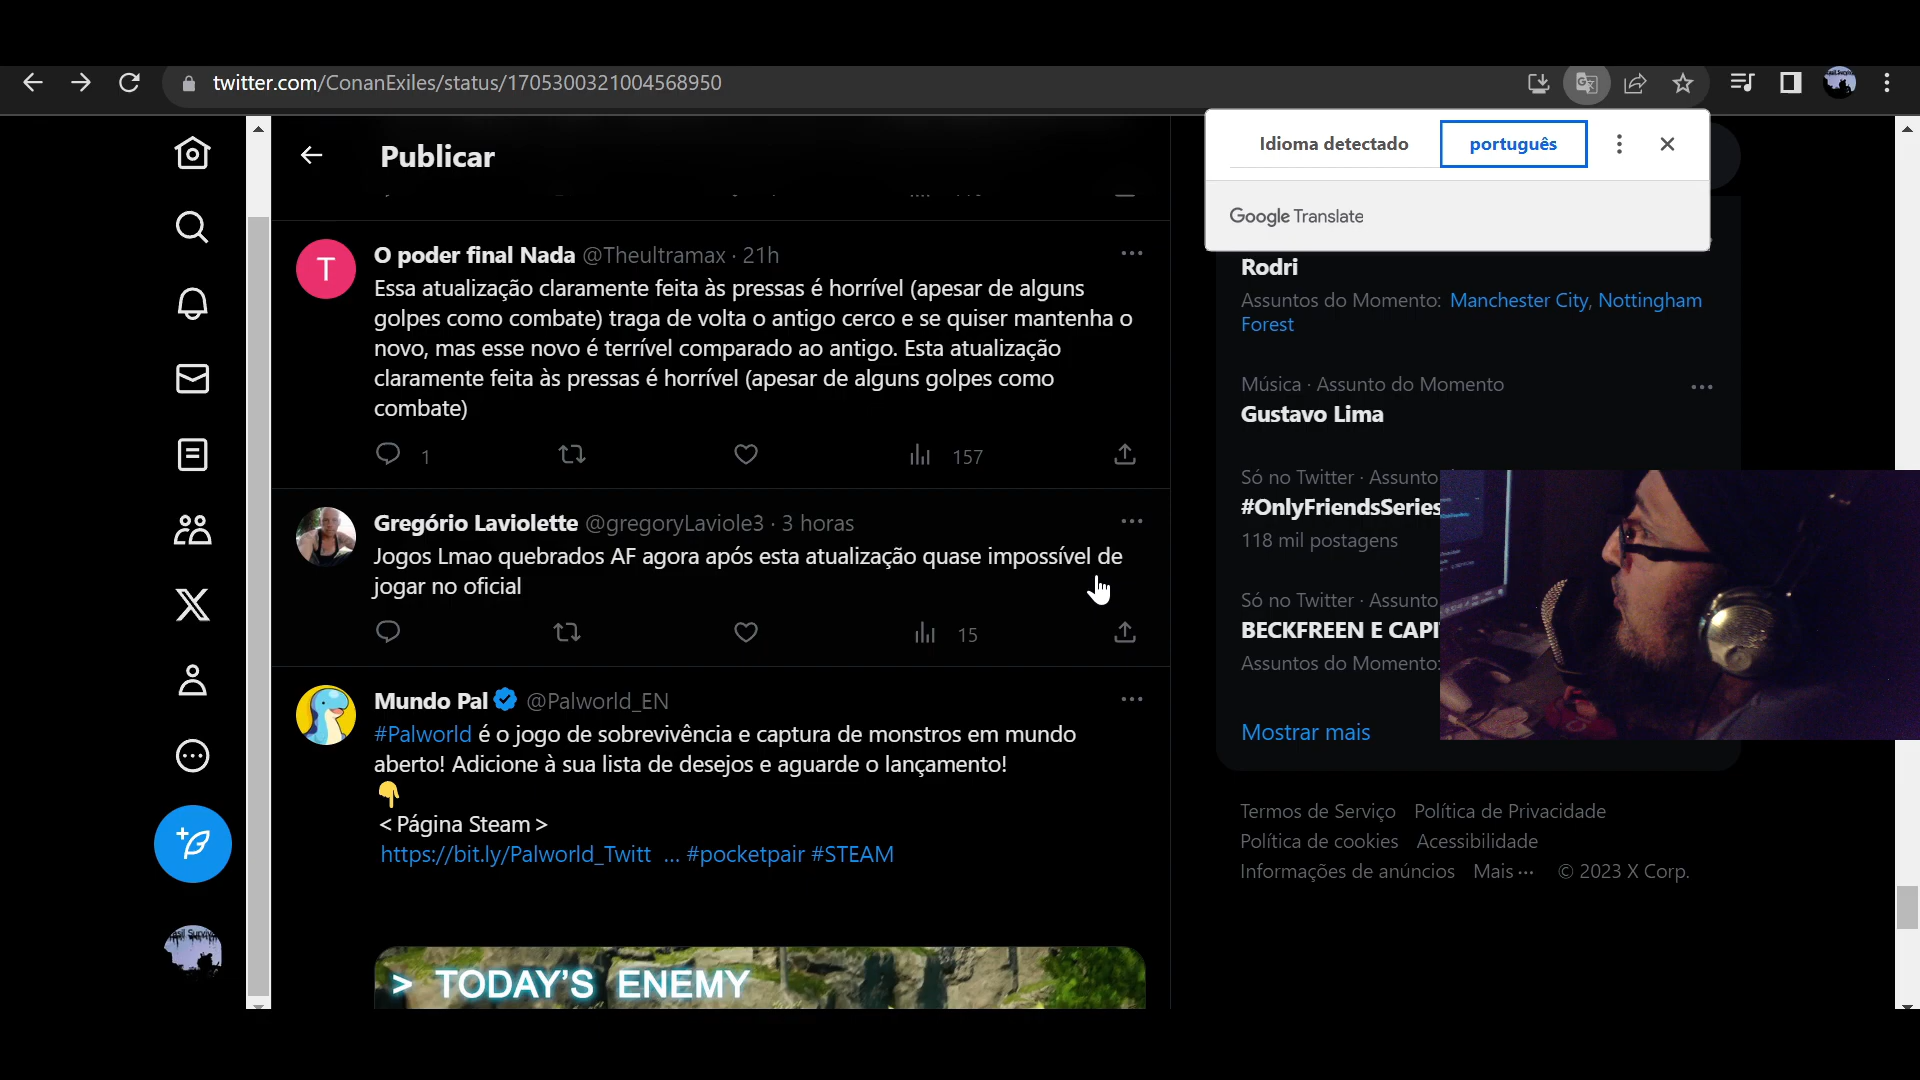 twitter.com/ConanExiles/status/1705300321004568950
Idioma detectado português
Google Translate
Publicar
O poder final Nada @Theultramax · 21h
Essa atualização claramente feita às pressas é horrível (apesar de alguns
golpes como combate) traga de volta o antigo cerco e se quiser mantenha o
novo, mas esse novo é terrível comparado ao antigo. Esta atualização
claramente feita às pressas é horrível (apesar de alguns golpes como
combate)
1 157
Gregório Laviolette @gregoryLaviole3 · 3 horas
Jogos Lmao quebrados AF agora após esta atualização quase impossível de
jogar no oficial
15
Mundo Pal @Palworld_EN
#Palworld é o jogo de sobrevivência e captura de monstros em mundo
aberto! Adicione à sua lista de desejos e aguarde o lançamento!
< Página Steam >
https://bit.ly/Palworld_Twitt … #pocketpair #STEAM
> TODAY'S ENEMY
Rodri
Assuntos do Momento: Manchester City, Nottingham
Forest
Música · Assunto do Momento
Gustavo Lima
Só no Twitter · Assunto
#OnlyFriendsSeries
118 mil postagens
Só no Twitter · Assunto
BECKFREEN E CAPI
Assuntos do Momento:
Mostrar mais
Termos de Serviço Política de Privacidade
Política de cookies Acessibilidade
Informações de anúncios Mais ··· © 2023 X Corp.
T